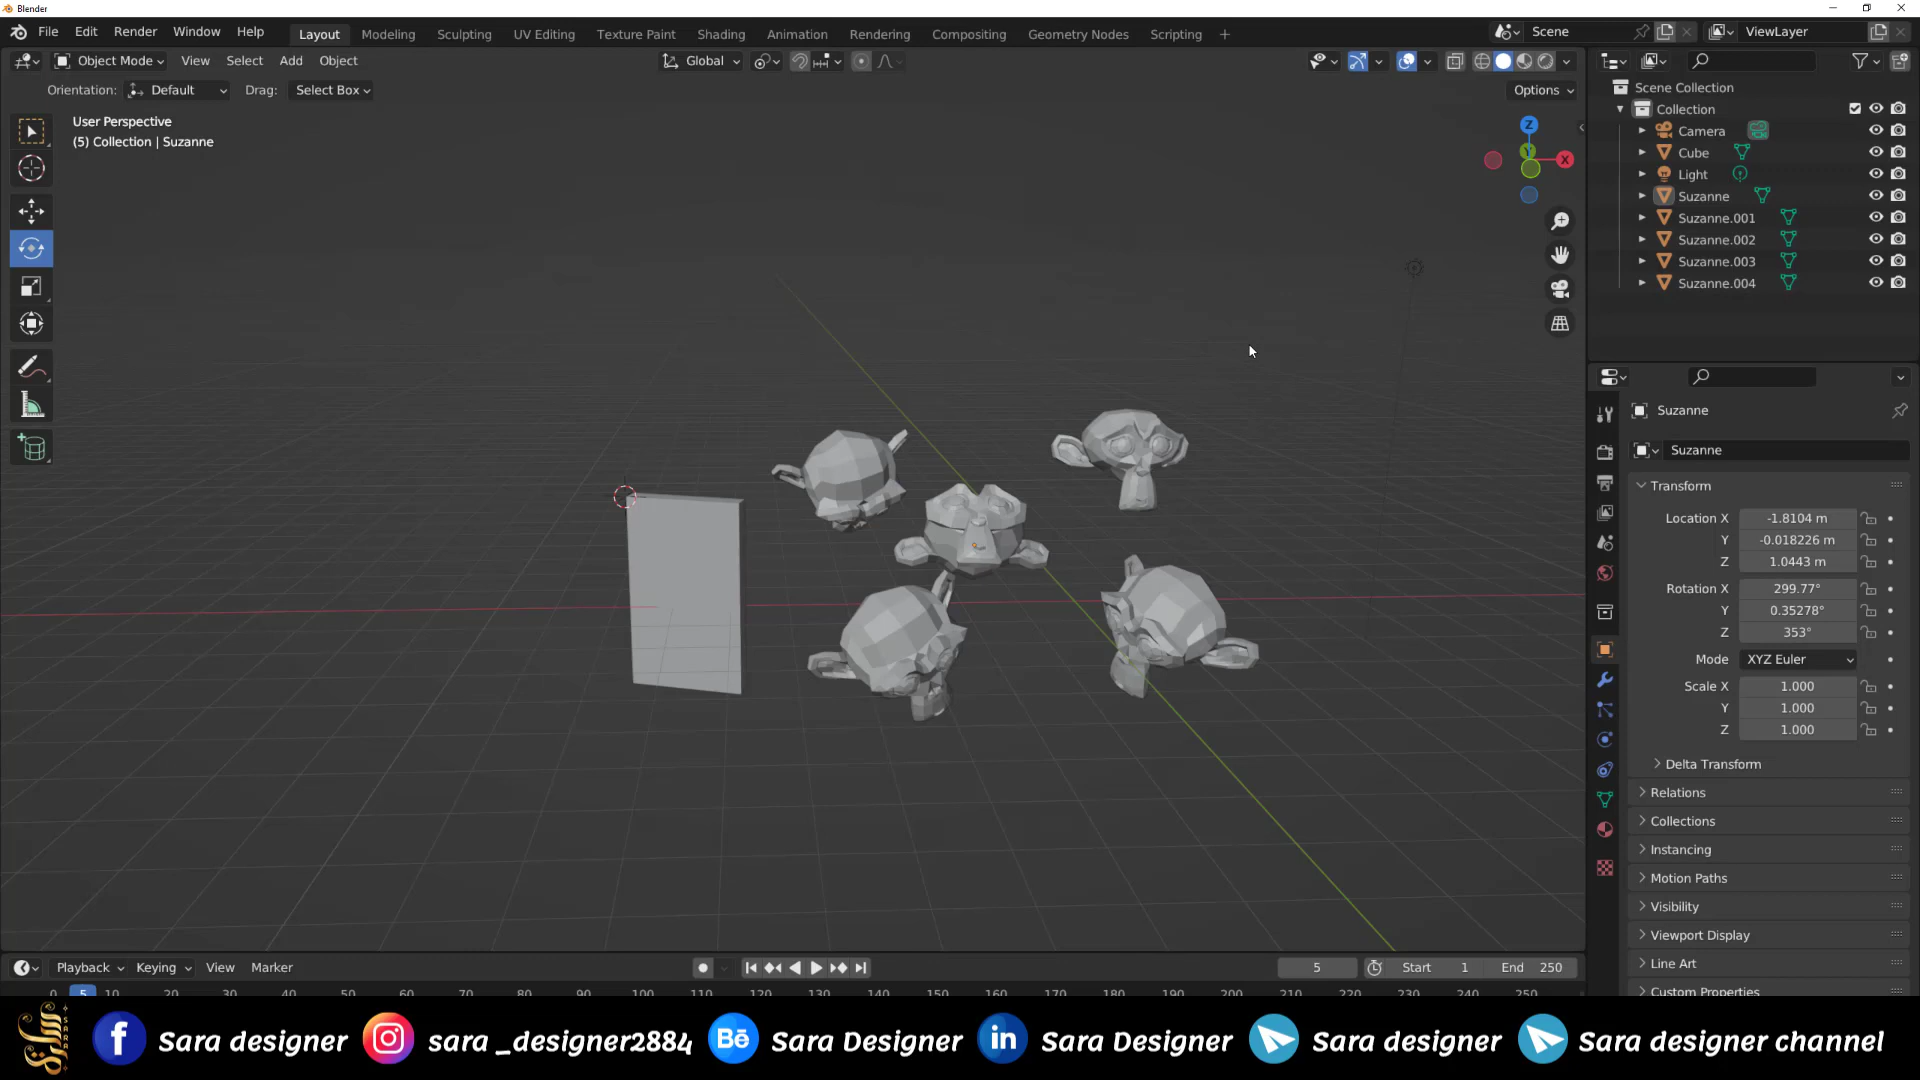 Blender
File Edit Render Window Help Layout Modeling Sculpting UV Editing Texture Paint Shading Animation Rendering Compositing Geometry Nodes Scripting + Scene ViewLayer
Object Mode View Select Add Object Global
Orientation: Default Drag: Select Box Options
User Perspective
(5) Collection | Suzanne
Z
Y
X
Scene Collection
Collection
Camera
Cube
Light
Suzanne
Suzanne.001
Suzanne.002
Suzanne.003
Suzanne.004
Suzanne
Suzanne
Transform
Location X -1.8104 m
Y -0.018226 m
Z 1.0443 m
Rotation X 299.77°
Y 0.35278°
Z 353°
Mode XYZ Euler
Scale X 1.000
Y 1.000
Z 1.000
Delta Transform
Relations
Collections
Instancing
Motion Paths
Visibility
Viewport Display
Line Art
Custom Properties
Playback Keying View Marker 5 Start 1 End 250
0 5 10 20 30 40 50 60 70 80 90 100 110 120 130 140 150 160 170 180 190 200 210 220 230 240 250
f Sara designer sara _designer2884 Bē Sara Designer in Sara Designer Sara designer Sara designer channel